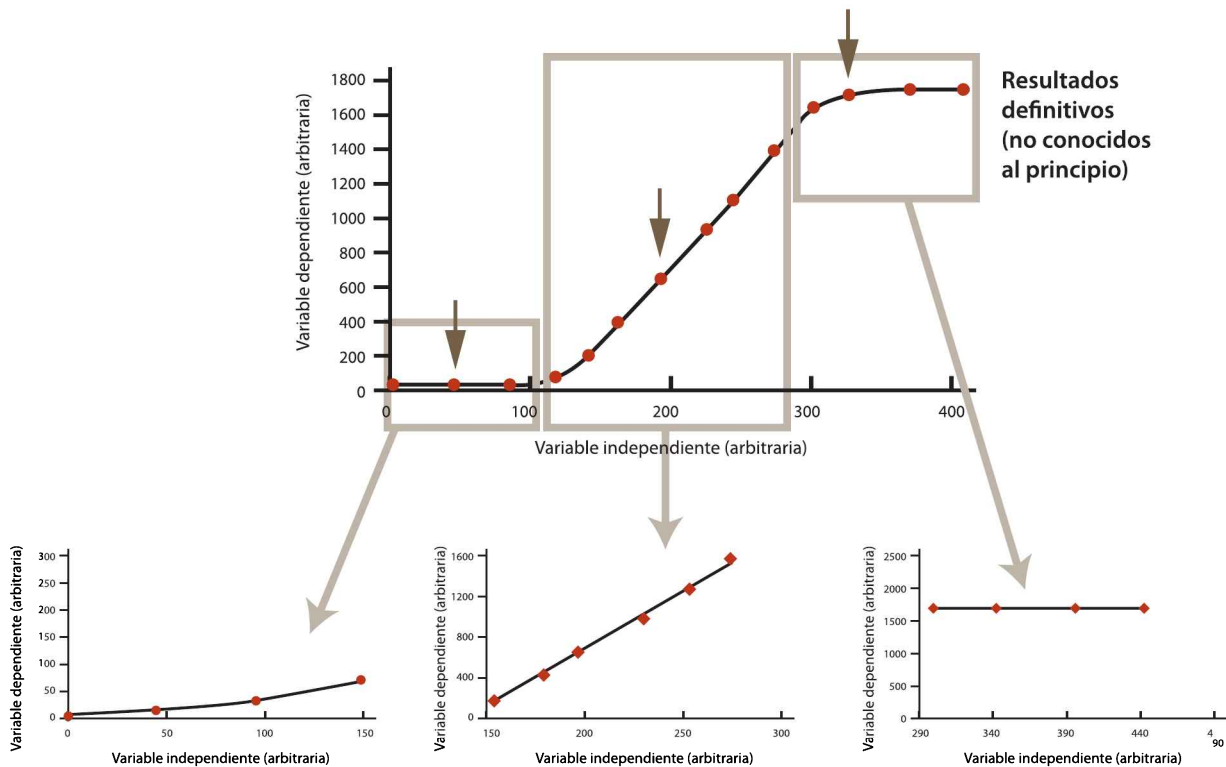 Resultados
definitivos
(no conocidos
al principio)
Variable dependiente (arbitraria)
1800
1600
1400
1200
1000
800
600
400
200
0
0 100 200 300 400
Variable independiente (arbitraria)
Variable dependiente (arbitraria)
300
250
200
150
100
50
0
0 50 100 150
Variable independiente (arbitraria)
Variable dependiente (arbitraria)
1600
1200
800
400
0
150 200 250 300
Variable independiente (arbitraria)
Variable dependiente (arbitraria)
2500
2000
1500
1000
500
0
290 340 390 440 4
90
Variable independiente (arbitraria)